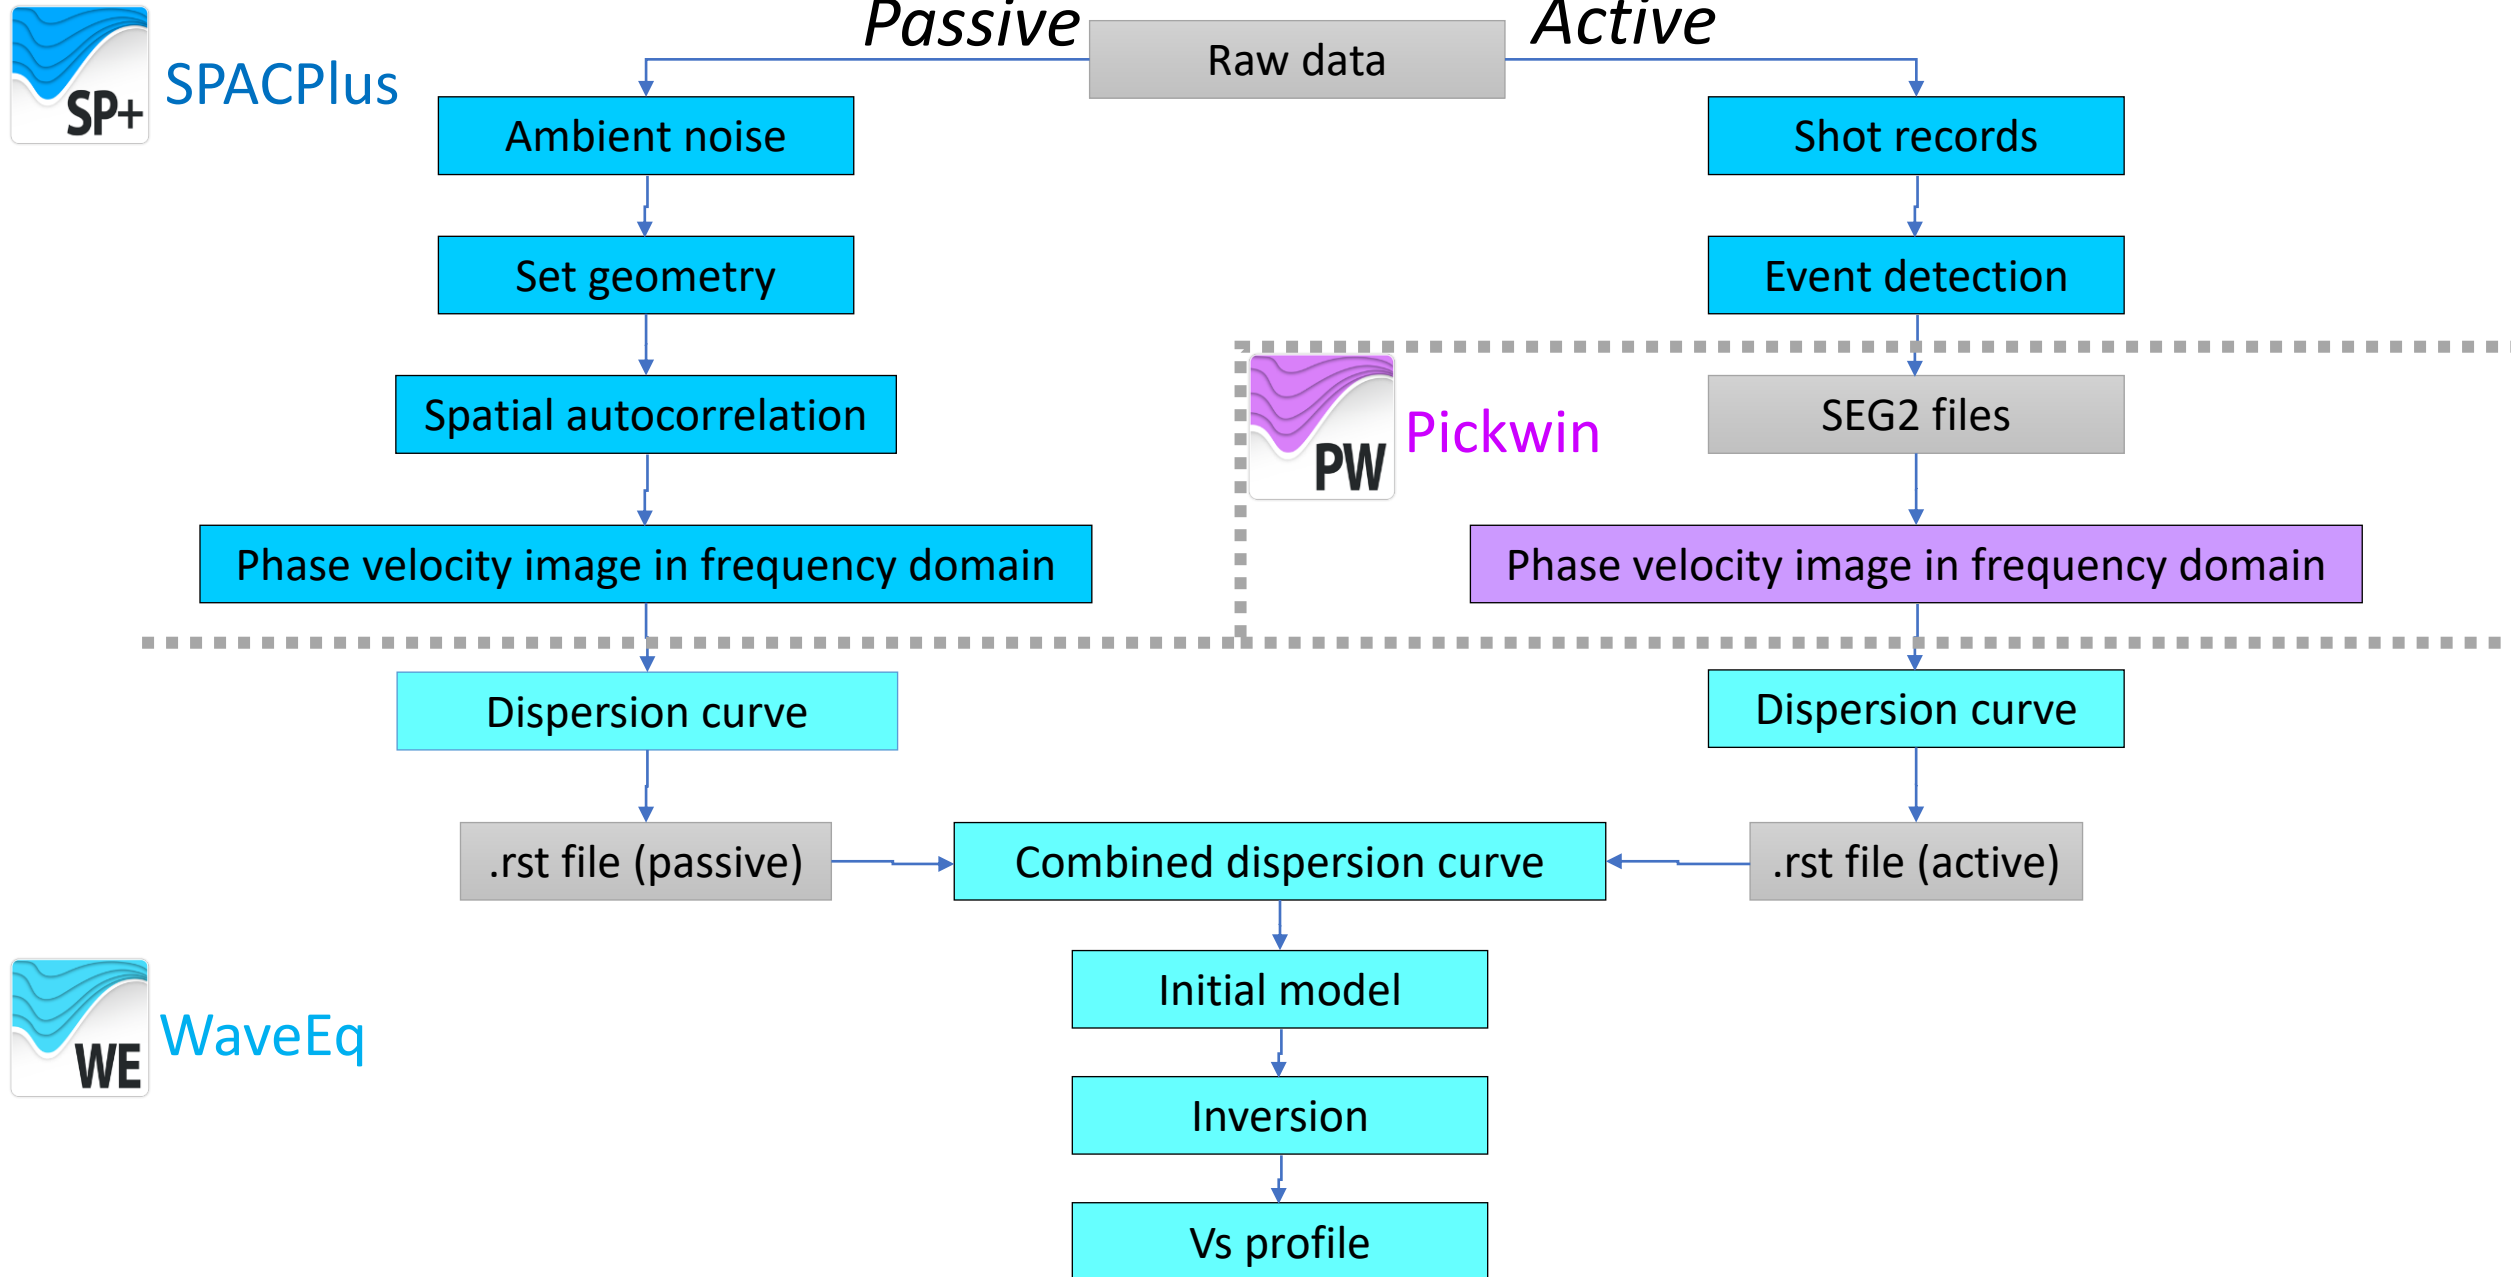 Passive
Active
Raw data
SP+
SPACPlus
Ambient noise
Shot records
Set geometry
Event detection
Spatial autocorrelation
PW
Pickwin
SEG2 files
Phase velocity image in frequency domain
Phase velocity image in frequency domain
Dispersion curve
Dispersion curve
.rst file (passive)
Combined dispersion curve
.rst file (active)
Initial model
WE
WaveEq
Inversion
Vs profile